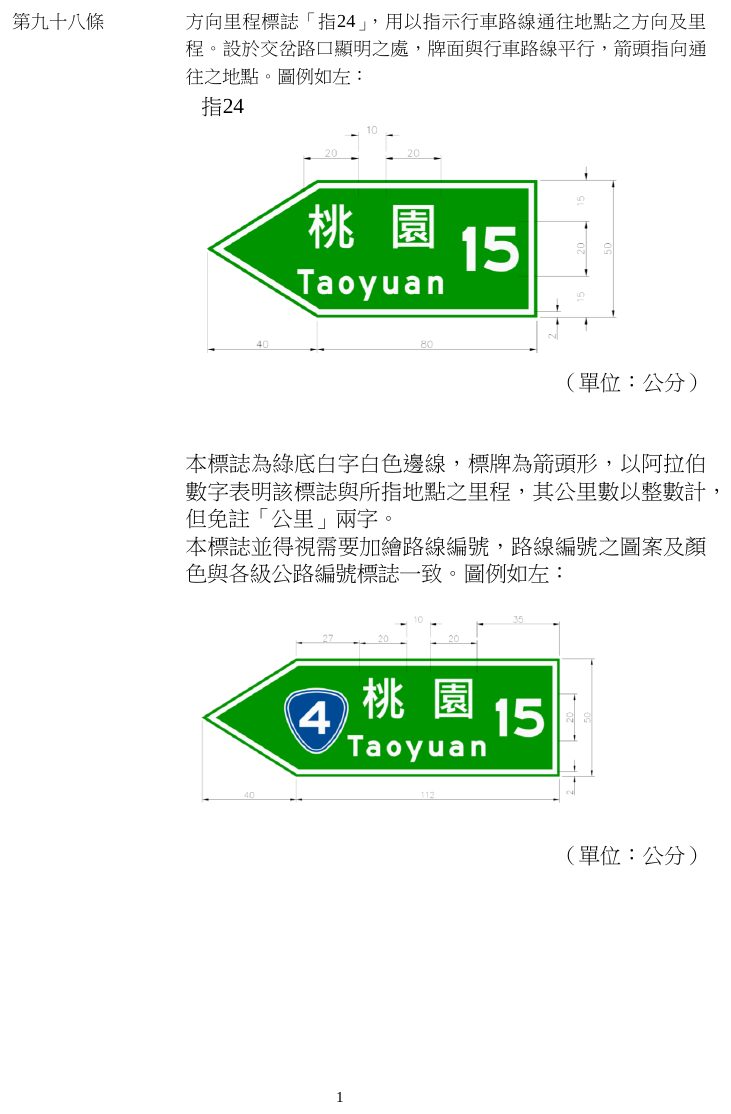 第九十八條
方向里程標誌「指24」，用以指示行車路線通往地點之方向及里
程。設於交岔路口顯明之處，牌面與行車路線平行，箭頭指向通
往之地點。圖例如左：
指24
10
20 20
桃 園
15
Taoyuan
15
20
50
15
2
40 80
（單位：公分）
本標誌為綠底白字白色邊線，標牌為箭頭形，以阿拉伯
數字表明該標誌與所指地點之里程，其公里數以整數計，
但免註「公里」兩字。
本標誌並得視需要加繪路線編號，路線編號之圖案及顏
色與各級公路編號標誌一致。圖例如左：
10 35
27 20 20
桃 園
4 15
Taoyuan
20
50
2
40 112
（單位：公分）
1